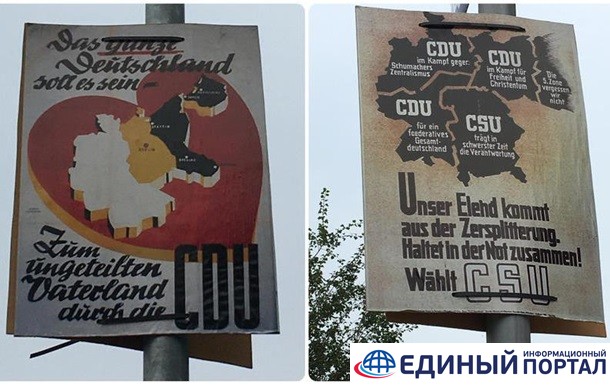 Das ganze
Deutschland
soll es sein -
Zum
ungeteilten
Vaterland
durch die CDU
CDU
im Kampf gegen
Schumachers
Zentralismus
CDU
im Kampf für
Freiheit und
Christentum
Die
5. Zone
vergessen
wir
nicht
CDU
für ein
foederatives
Gesamt-
deutschland
CSU
trägt in
schwerster Zeit
die Verantwortung
Unser Elend kommt
aus der Zersplitterung.
Haltet in der Not zusammen!
Wählt CSU
ЕДИНЫЙ ИНФОРМАЦИОННЫЙ
ПОРТАЛ